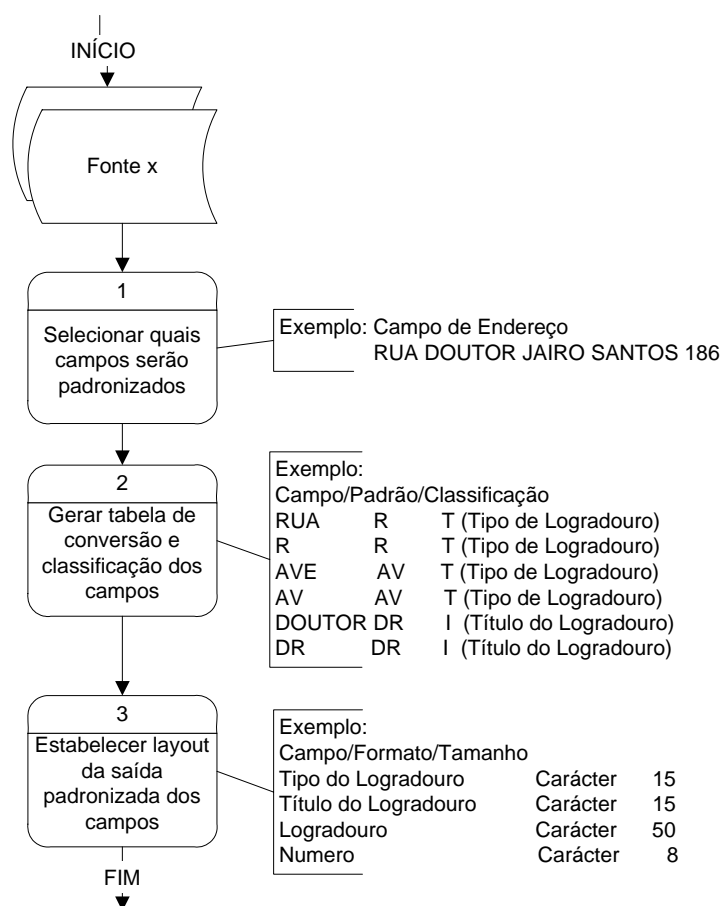 INÍCIO
Fonte x
1
Selecionar quais
campos serão
padronizados
Exemplo: Campo de Endereço
RUA DOUTOR JAIRO SANTOS 186
2
Gerar tabela de
conversão e
classificação dos
campos
Exemplo:
Campo/Padrão/Classificação
RUA R T (Tipo de Logradouro)
R R T (Tipo de Logradouro)
AVE AV T (Tipo de Logradouro)
AV AV T (Tipo de Logradouro)
DOUTOR DR I (Título do Logradouro)
DR DR I (Título do Logradouro)
3
Estabelecer layout
da saída
padronizada dos
campos
Exemplo:
Campo/Formato/Tamanho
Tipo do Logradouro Carácter 15
Título do Logradouro Carácter 15
Logradouro Carácter 50
Numero Carácter 8
FIM